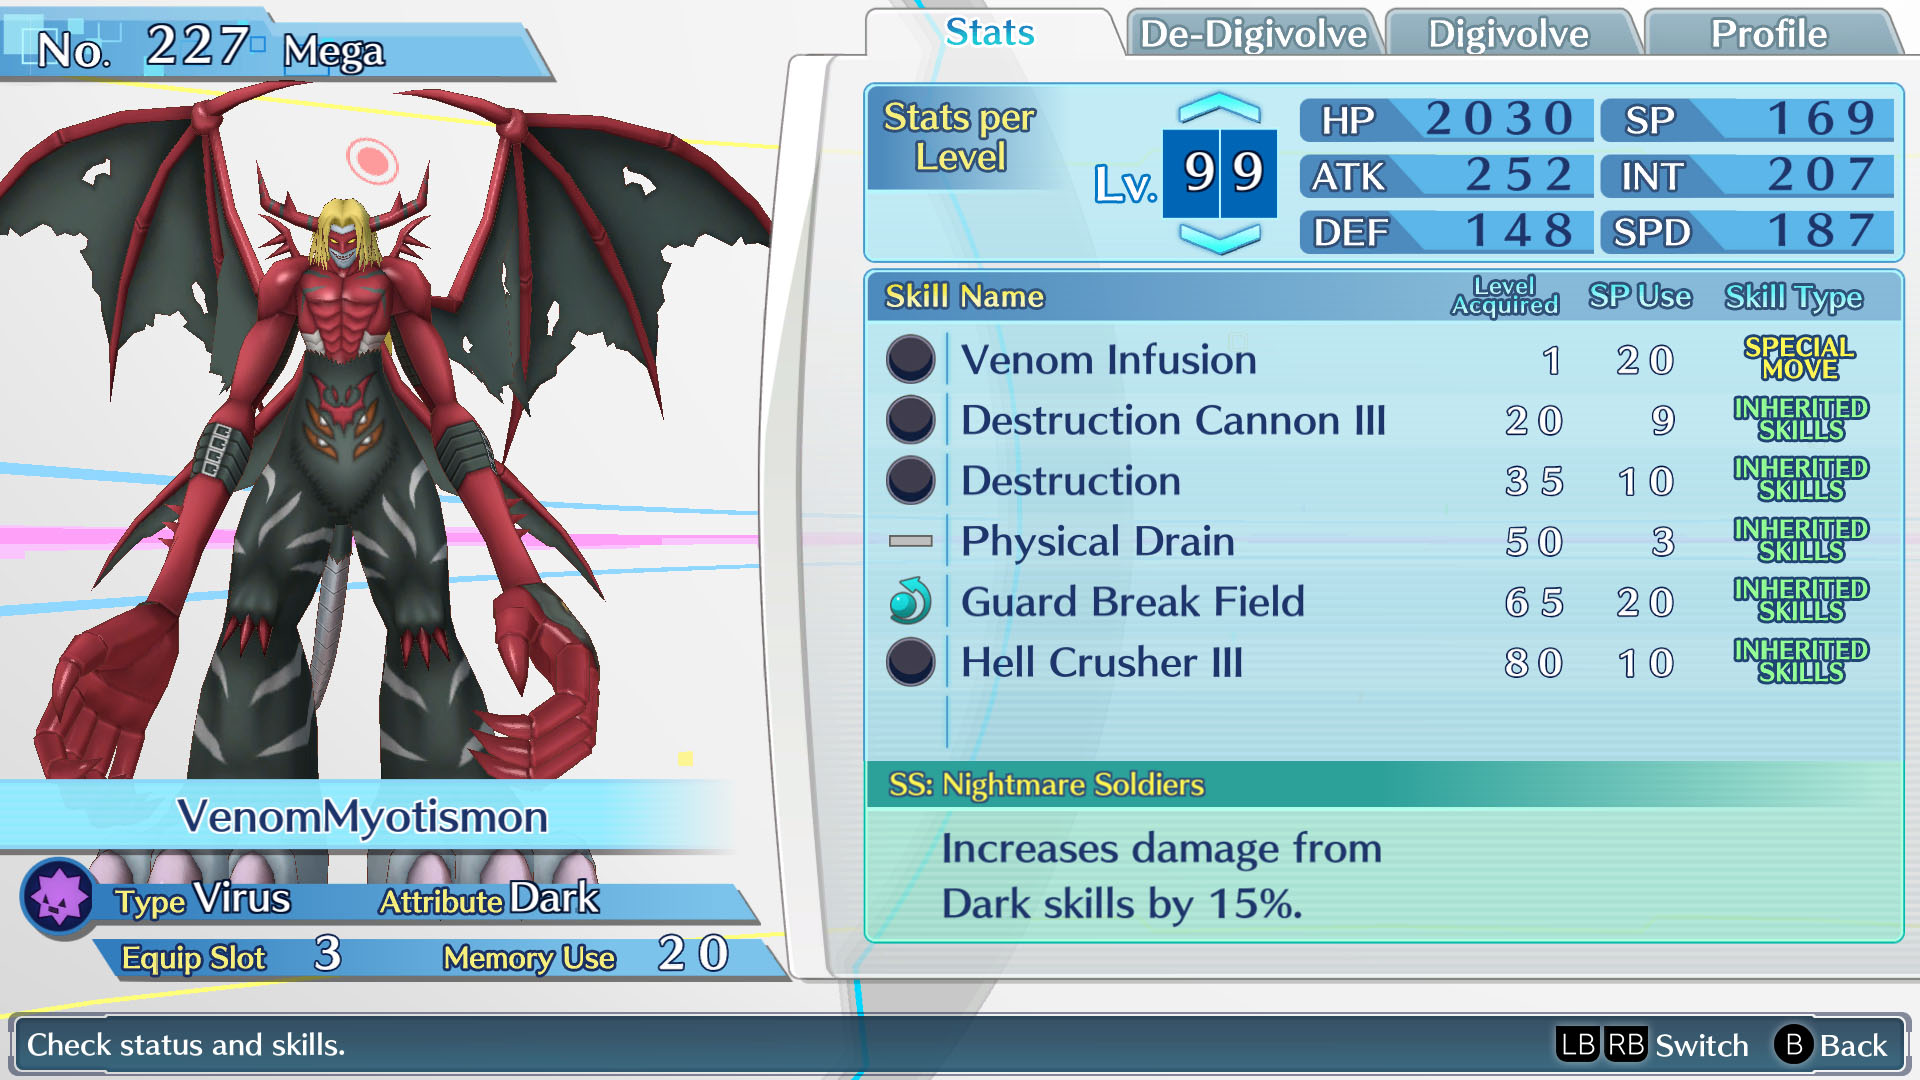 No. 227 Mega
Stats De-Digivolve Digivolve Profile
Stats per
Level
Lv. 99
HP 2030 SP 169
ATK 252 INT 207
DEF 148 SPD 187
Skill Name Level Acquired SP Use Skill Type
Venom Infusion 1 20 SPECIAL MOVE
Destruction Cannon III 20 9 INHERITED SKILLS
Destruction 35 10 INHERITED SKILLS
Physical Drain 50 3 INHERITED SKILLS
Guard Break Field 65 20 INHERITED SKILLS
Hell Crusher III 80 10 INHERITED SKILLS
SS: Nightmare Soldiers
Increases damage from
Dark skills by 15%.
VenomMyotismon
Type Virus Attribute Dark
Equip Slot 3 Memory Use 20
Check status and skills.
LB RB Switch B Back